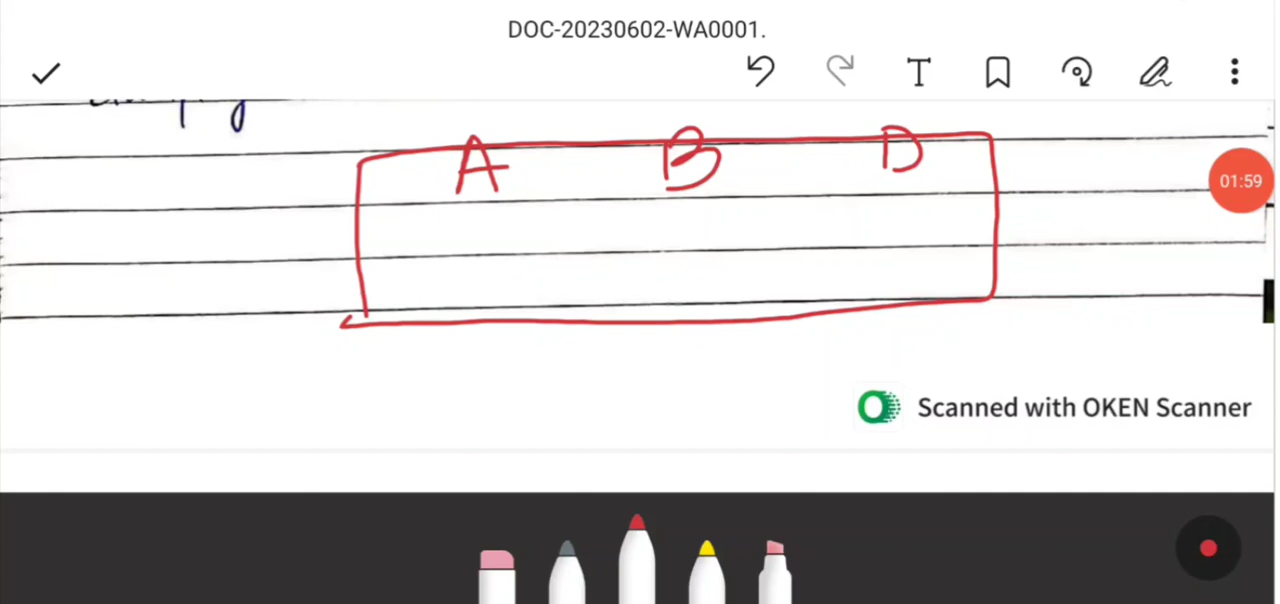 DOC-20230602-WA0001.
T
A B D
01:59
Scanned with OKEN Scanner